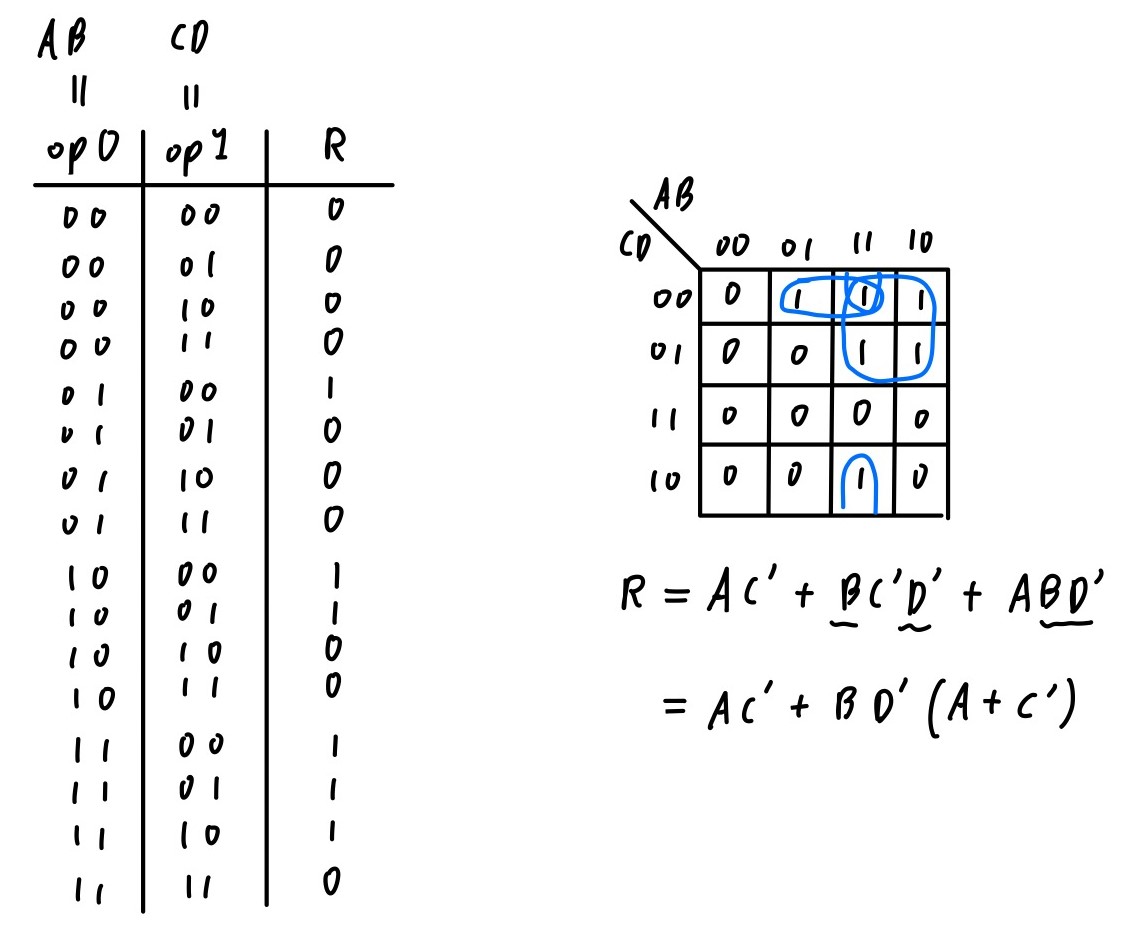 AB CD
|| ||
op0 op1 R
00 00 0
00 01 0
00 10 0
00 11 0
01 00 1
01 01 0
01 10 0
01 11 0
10 00 1
10 01 1
10 10 0
10 11 0
11 00 1
11 01 1
11 10 1
11 11 0
AB
CD 00 01 11 10
00 0 1 1 1
01 0 0 1 1
11 0 0 0 0
10 0 0 1 0
R = AC' + BC'D' + ABD'
= AC' + BD'(A+C')